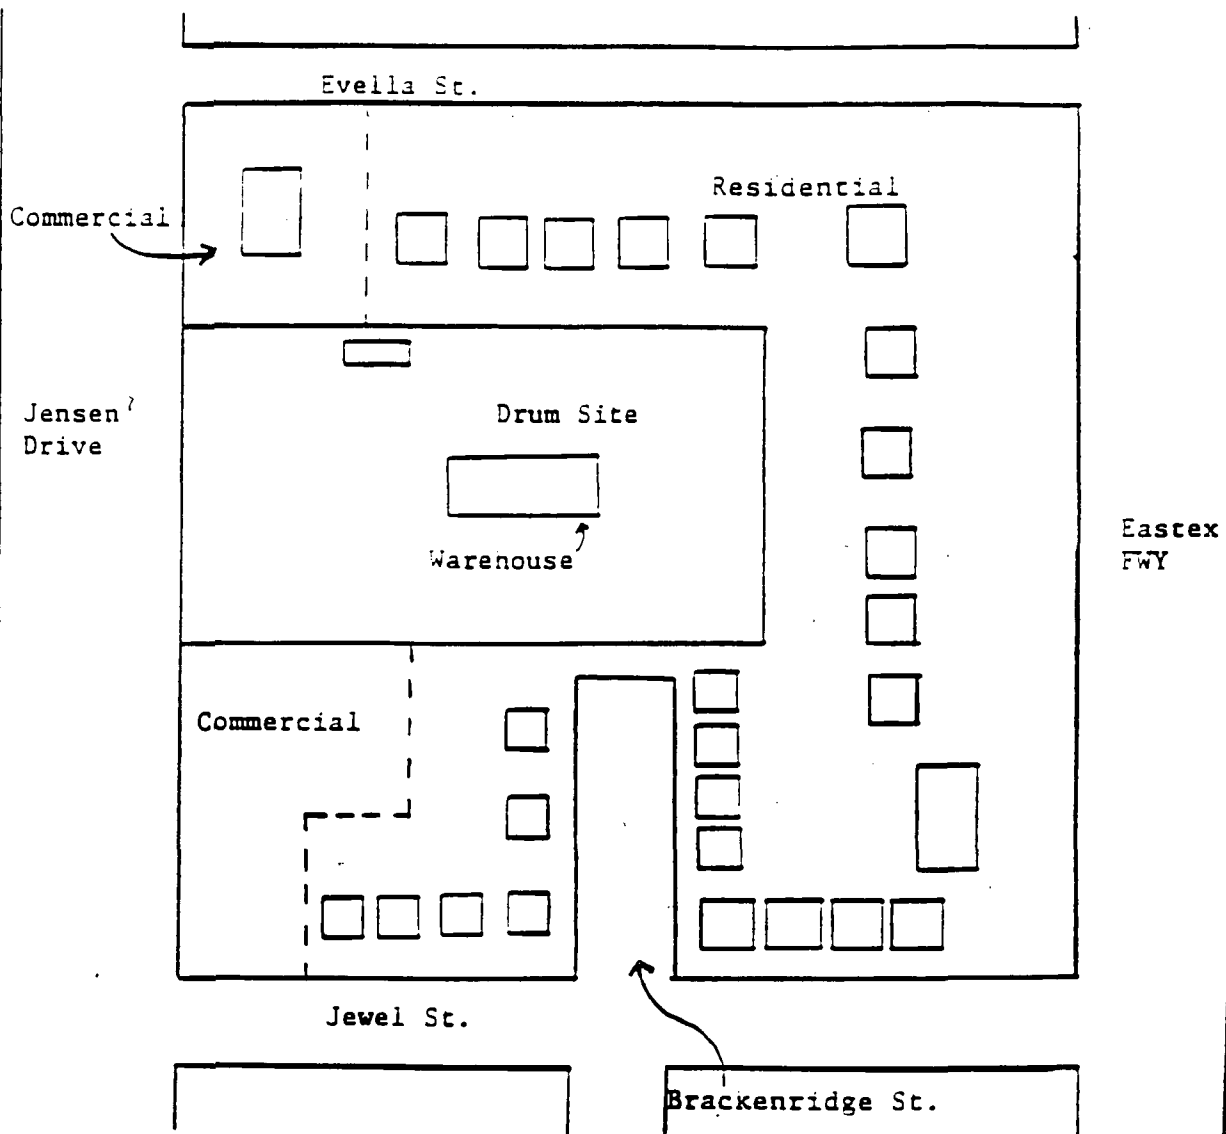 Evella St.
Residential
Commercial
Jensen
Drive
Drum Site
Eastex
FWY
Warehouse
Commercial
Jewel St.
Brackenridge St.